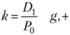 k = D₁/P₀ g,+